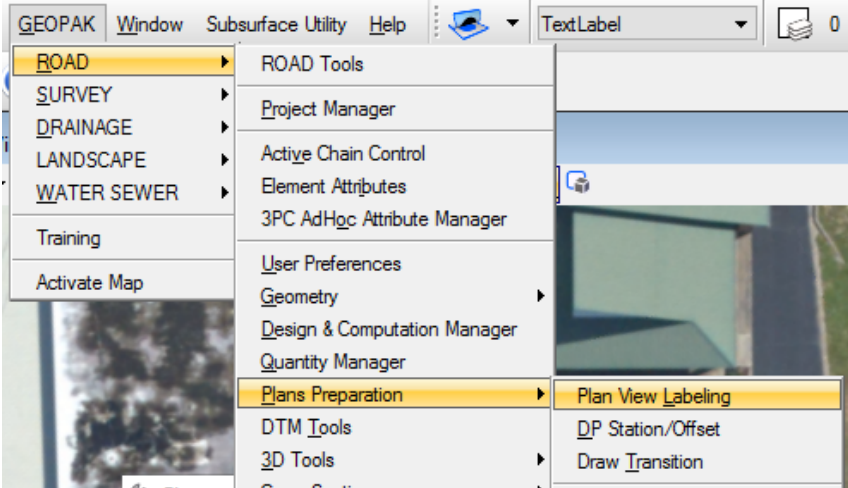 GEOPAK Window Subsurface Utility Help TextLabel 0
ROAD
SURVEY
DRAINAGE
LANDSCAPE
WATER SEWER
Training
Activate Map
ROAD Tools
Project Manager
Active Chain Control
Element Attributes
3PC AdHoc Attribute Manager
User Preferences
Geometry
Design & Computation Manager
Quantity Manager
Plans Preparation
DTM Tools
3D Tools
Plan View Labeling
DP Station/Offset
Draw Transition